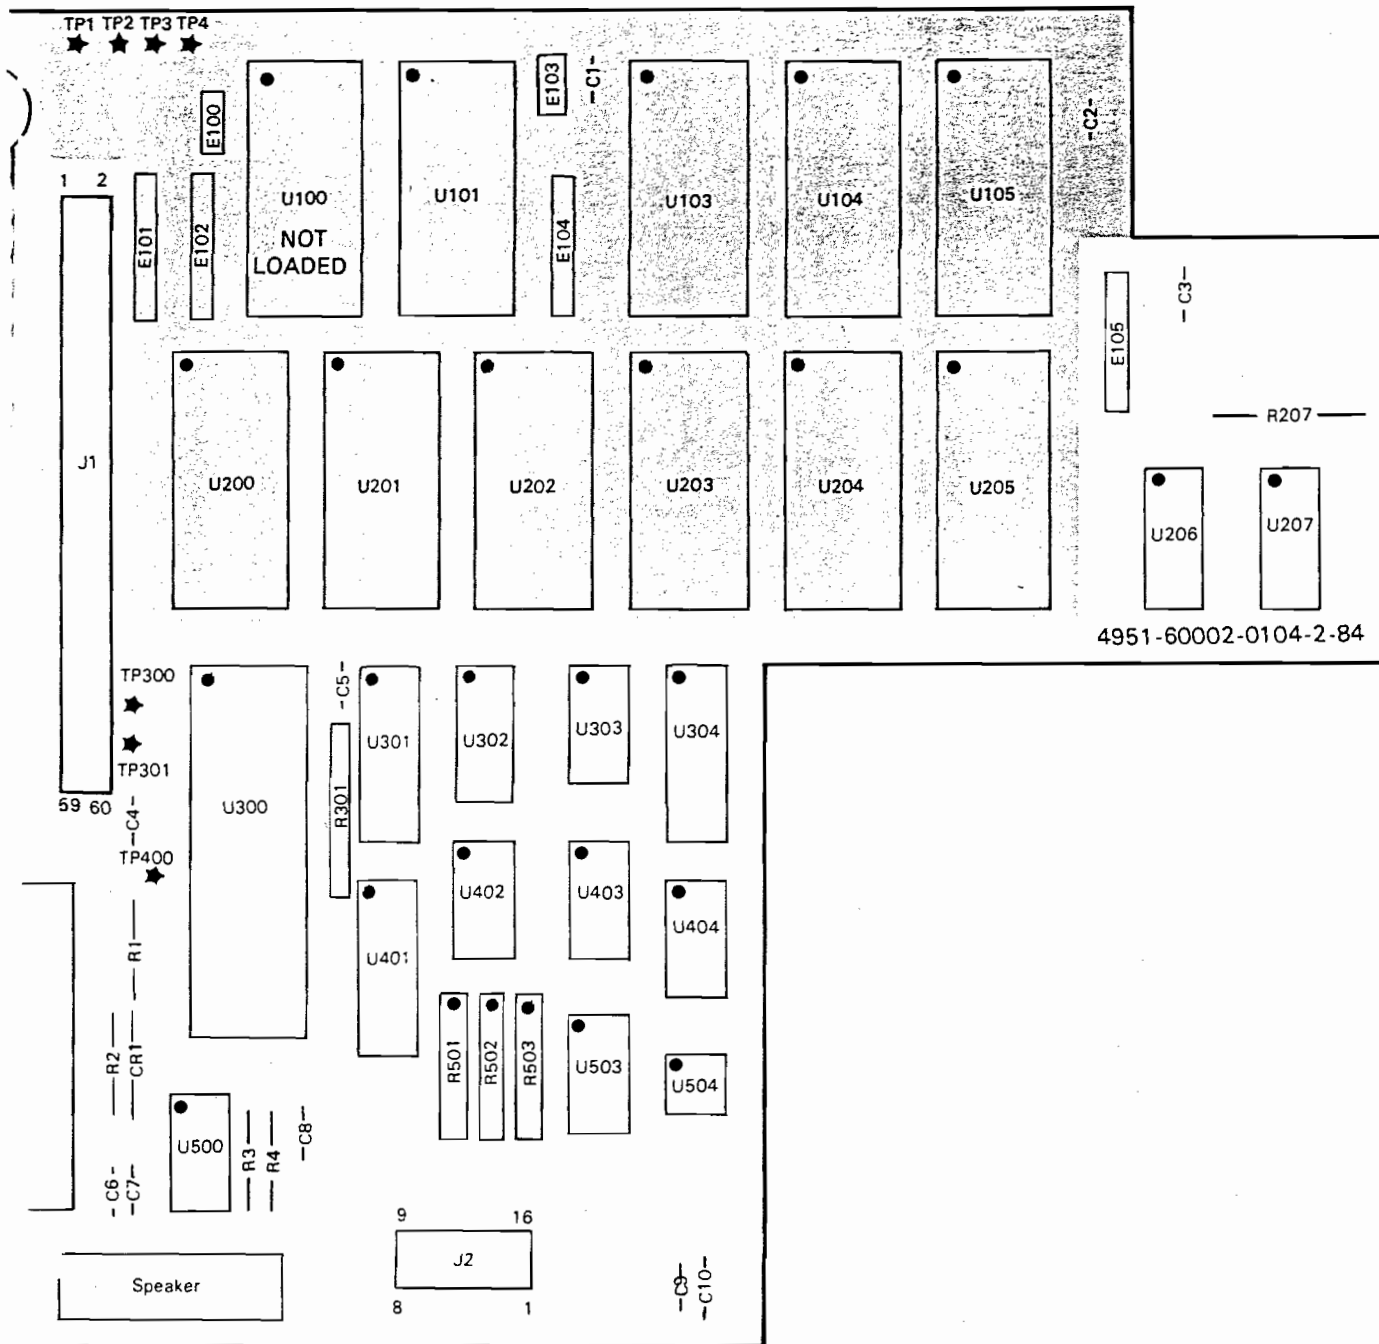 TP1 TP2 TP3 TP4
E100
E103
-C1-
-C2-
1 2
E101
E102
U100
NOT
LOADED
U101
E104
U103
U104
U105
-C3-
E105
R207
J1
U200
U201
U202
U203
U204
U205
U206
U207
4951-60002-0104-2-84
TP300
TP301
59 60
-C4-
TP400
U300
-C5-
R301
U301
U302
U303
U304
U401
U402
U403
U404
R1
R2
CR1
R501
R502
R503
U503
U504
U500
R3
R4
-C8-
-C6-
-C7-
9 16
J2
8 1
Speaker
-C9-
-C10-